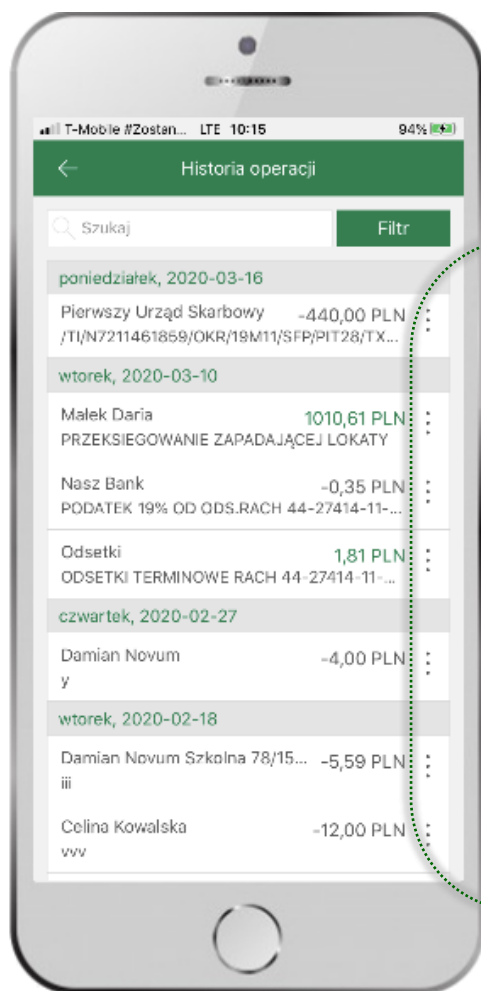 T-Mobile #Zostan... LTE 10:15 94%
Historia operacji
Szukaj Filtr
poniedziałek, 2020-03-16
Pierwszy Urząd Skarbowy -440,00 PLN
/TI/N7211461859/OKR/19M11/SFP/PIT28/TX...
wtorek, 2020-03-10
Małek Daria 1010,61 PLN
PRZEKSIEGOWANIE ZAPADAJĄCEJ LOKATY
Nasz Bank -0,35 PLN
PODATEK 19% OD ODS.RACH 44-27414-11-...
Odsetki 1,81 PLN
ODSETKI TERMINOWE RACH 44-27414-11-...
czwartek, 2020-02-27
Damian Novum -4,00 PLN
y
wtorek, 2020-02-18
Damian Novum Szkolna 78/15... -5,59 PLN
iii
Celina Kowalska -12,00 PLN
vvv